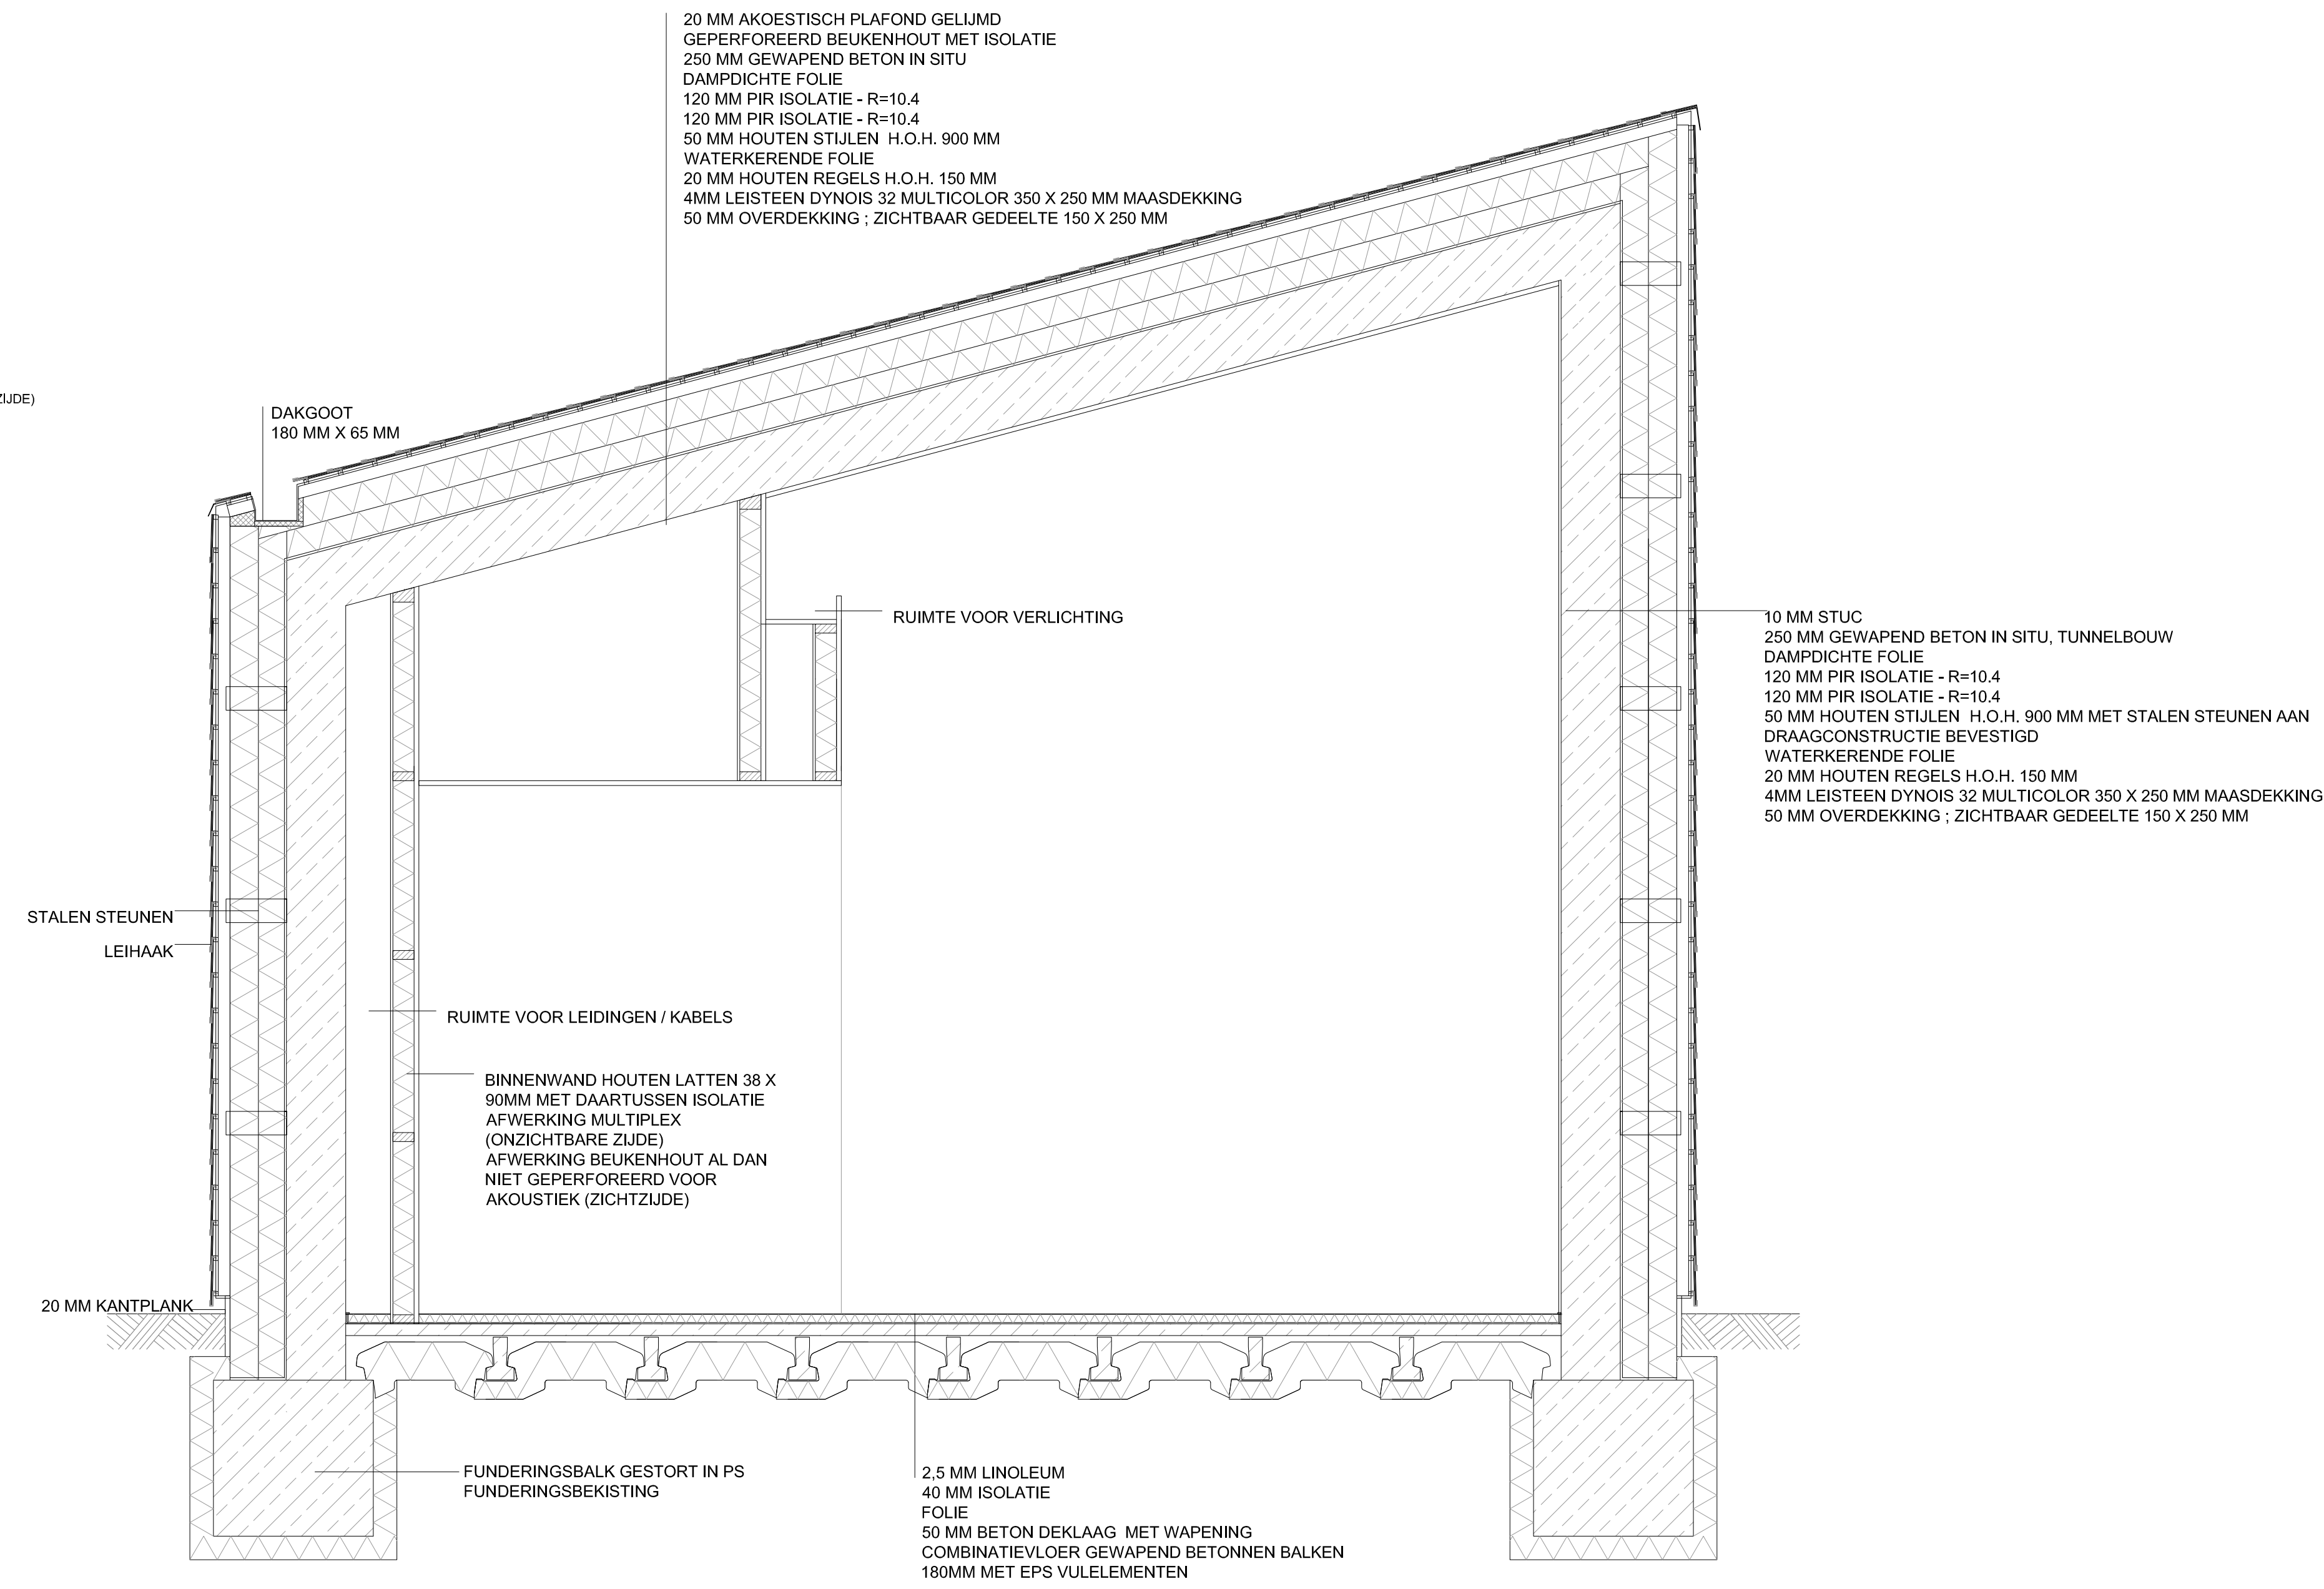 20 MM AKOESTISCH PLAFOND GELIJMD
GEPERFOREERD BEUKENHOUT MET ISOLATIE
250 MM GEWAPEND BETON IN SITU
DAMPDICHTE FOLIE
120 MM PIR ISOLATIE - R=10.4
120 MM PIR ISOLATIE - R=10.4
50 MM HOUTEN STIJLEN H.O.H. 900 MM
WATERKERENDE FOLIE
20 MM HOUTEN REGELS H.O.H. 150 MM
4MM LEISTEEN DYNOIS 32 MULTICOLOR 350 X 250 MM MAASDEKKING
50 MM OVERDEKKING ; ZICHTBAAR GEDEELTE 150 X 250 MM
ZIJDE)
DAKGOOT
180 MM X 65 MM
RUIMTE VOOR VERLICHTING
10 MM STUC
250 MM GEWAPEND BETON IN SITU, TUNNELBOUW
DAMPDICHTE FOLIE
120 MM PIR ISOLATIE - R=10.4
120 MM PIR ISOLATIE - R=10.4
50 MM HOUTEN STIJLEN H.O.H. 900 MM MET STALEN STEUNEN AAN
DRAAGCONSTRUCTIE BEVESTIGD
WATERKERENDE FOLIE
20 MM HOUTEN REGELS H.O.H. 150 MM
4MM LEISTEEN DYNOIS 32 MULTICOLOR 350 X 250 MM MAASDEKKING
50 MM OVERDEKKING ; ZICHTBAAR GEDEELTE 150 X 250 MM
STALEN STEUNEN
LEIHAAK
RUIMTE VOOR LEIDINGEN / KABELS
BINNENWAND HOUTEN LATTEN 38 X
90MM MET DAARTUSSEN ISOLATIE
AFWERKING MULTIPLEX
(ONZICHTBARE ZIJDE)
AFWERKING BEUKENHOUT AL DAN
NIET GEPERFOREERD VOOR
AKOUSTIEK (ZICHTZIJDE)
20 MM KANTPLANK
FUNDERINGSBALK GESTORT IN PS
FUNDERINGSBEKISTING
2,5 MM LINOLEUM
40 MM ISOLATIE
FOLIE
50 MM BETON DEKLAAG MET WAPENING
COMBINATIEVLOER GEWAPEND BETONNEN BALKEN
180MM MET EPS VULELEMENTEN